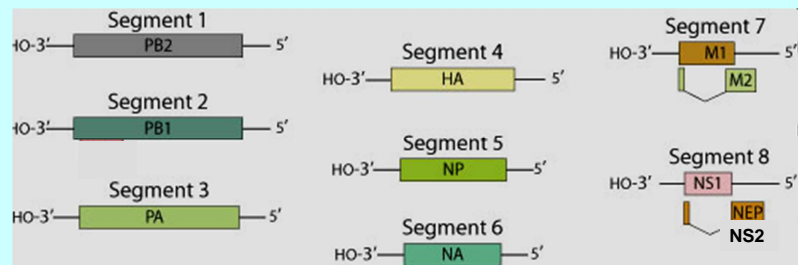 Segment 1
HO-3′ PB2 5′
Segment 2
HO-3′ PB1 5′
Segment 3
HO-3′ PA 5′
Segment 4
HO-3′ HA 5′
Segment 5
HO-3′ NP 5′
Segment 6
HO-3′ NA 5′
Segment 7
HO-3′ M1 5′
M2
Segment 8
HO-3′ NS1 5′
NEP
NS2